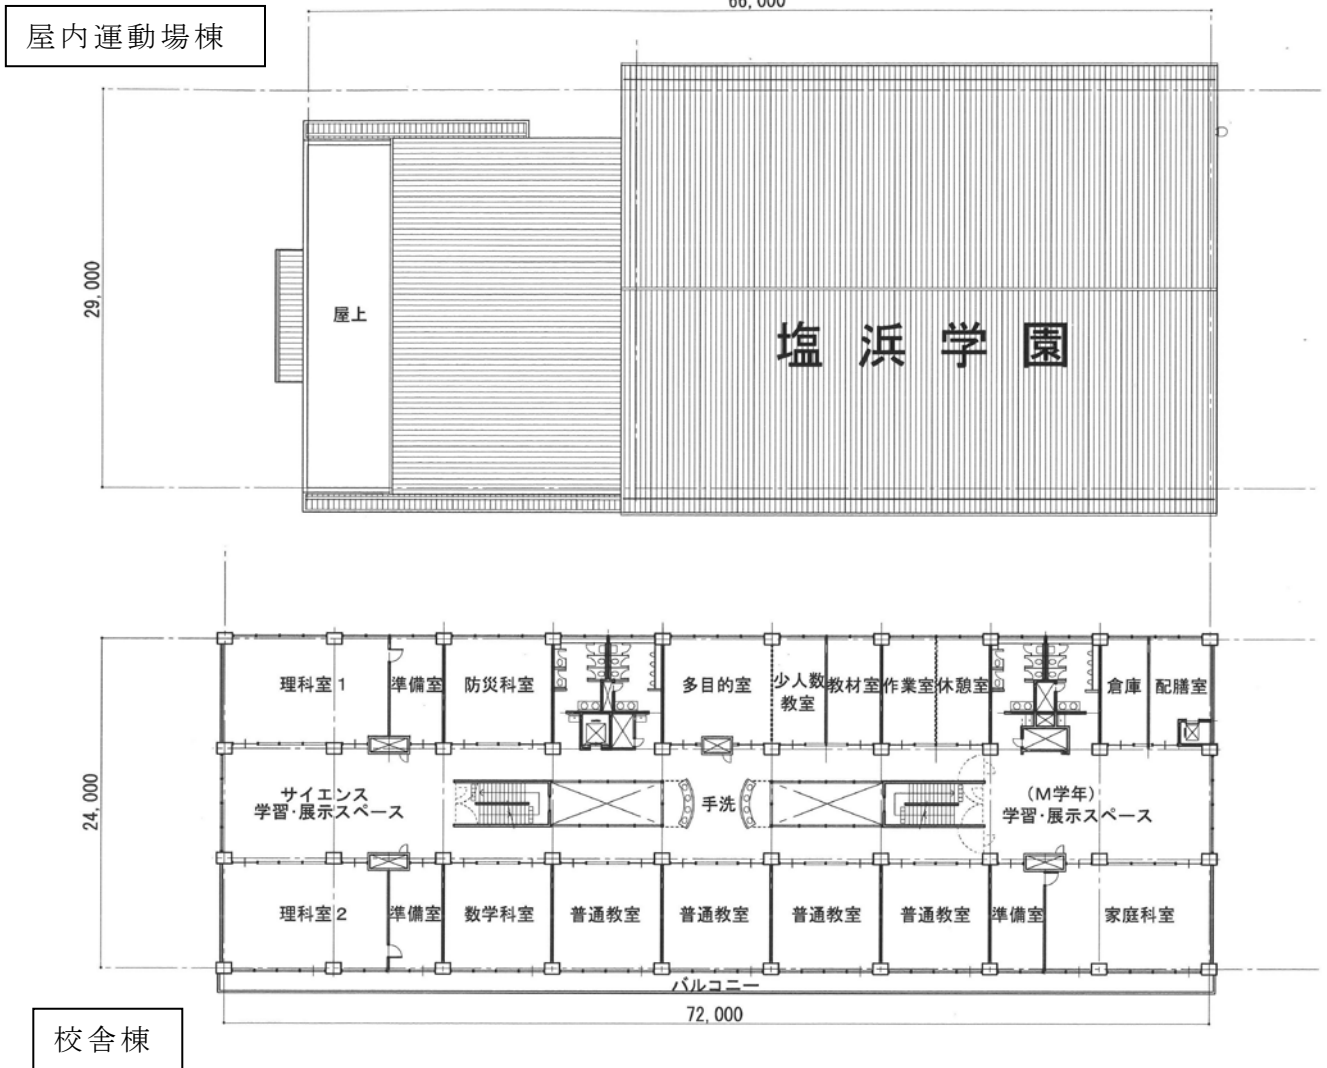 66,000
屋内運動場棟
29,000
屋上
塩浜学園
理科室1
準備室
防災科室
多目的室
少人数
教室
教材室
作業室
休憩室
倉庫
配膳室
24,000
サイエンス
学習・展示スペース
手洗
(M学年)
学習・展示スペース
理科室2
準備室
数学科室
普通教室
普通教室
普通教室
普通教室
準備室
家庭科室
バルコニー
72,000
校舎棟